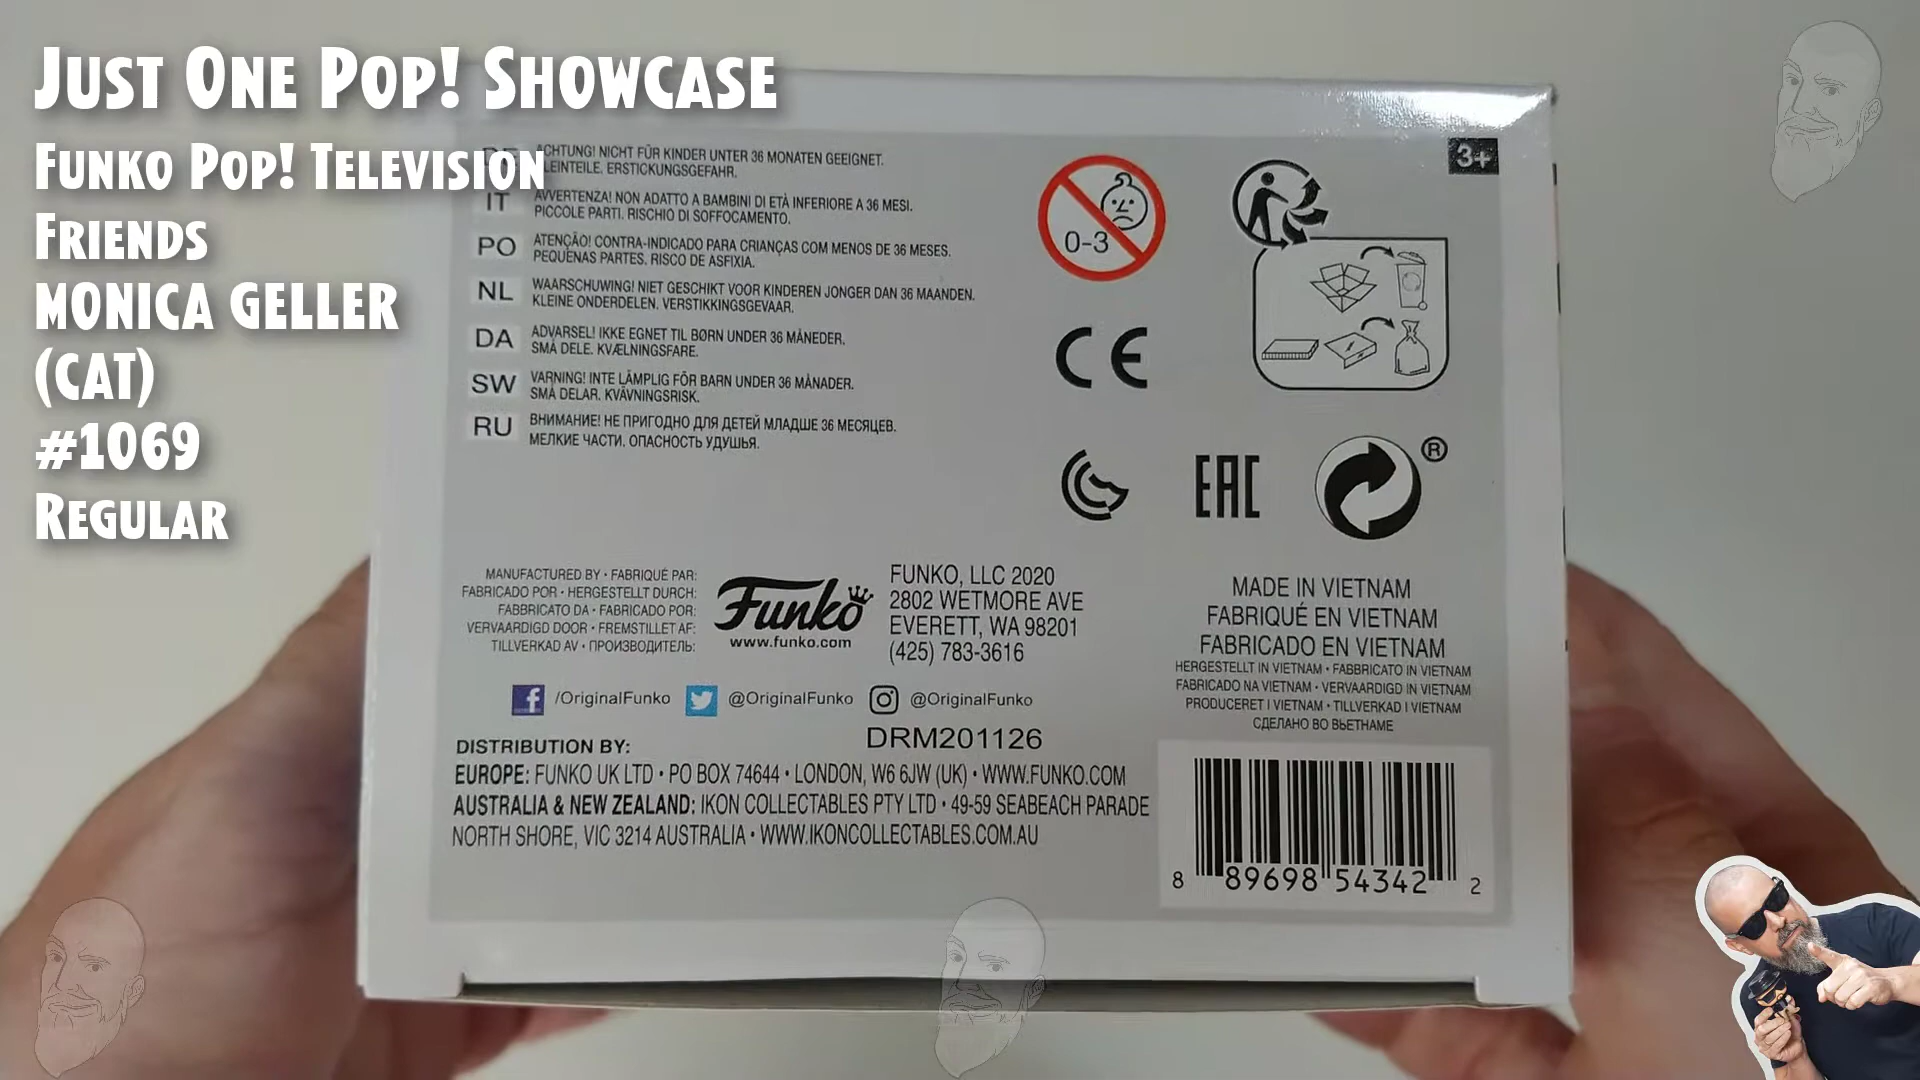 Just One Pop! Showcase
Funko Pop! Television
Friends
MONICA GELLER
(CAT)
#1069
Regular
ACHTUNG! NICHT FÜR KINDER UNTER 36 MONATEN GEEIGNET.
KLEINTEILE. ERSTICKUNGSGEFAHR.
IT AVVERTENZA! NON ADATTO A BAMBINI DI ETÀ INFERIORE A 36 MESI.
PICCOLE PARTI. RISCHIO DI SOFFOCAMENTO.
PO ATENÇÃO! CONTRA-INDICADO PARA CRIANÇAS COM MENOS DE 36 MESES.
PEQUENAS PARTES. RISCO DE ASFIXIA.
NL WAARSCHUWING! NIET GESCHIKT VOOR KINDEREN JONGER DAN 36 MAANDEN.
KLEINE ONDERDELEN. VERSTIKKINGSGEVAAR.
DA ADVARSEL! IKKE EGNET TIL BØRN UNDER 36 MÅNEDER.
SMÅ DELE. KVÆLNINGSFARE.
SW VARNING! INTE LÄMPLIG FÖR BARN UNDER 36 MÅNADER.
SMÅ DELAR. KVÄVNINGSRISK.
RU ВНИМАНИЕ! НЕ ПРИГОДНО ДЛЯ ДЕТЕЙ МЛАДШЕ 36 МЕСЯЦЕВ.
МЕЛКИЕ ЧАСТИ. ОПАСНОСТЬ УДУШЬЯ.
3+
0-3
CE
EAC
®
MANUFACTURED BY • FABRIQUÉ PAR:
FABRICADO POR • HERGESTELLT DURCH:
FABBRICATO DA • FABRICADO POR:
VERVAARDIGD DOOR • FREMSTILLET AF:
TILLVERKAD AV • ПРОИЗВОДИТЕЛЬ:
Funko
www.funko.com
FUNKO, LLC 2020
2802 WETMORE AVE
EVERETT, WA 98201
(425) 783-3616
MADE IN VIETNAM
FABRIQUÉ EN VIETNAM
FABRICADO EN VIETNAM
HERGESTELLT IN VIETNAM • FABBRICATO IN VIETNAM
FABRICADO NA VIETNAM • VERVAARDIGD IN VIETNAM
PRODUCERET I VIETNAM • TILLVERKAD I VIETNAM
СДЕЛАНО ВО ВЬЕТНАМЕ
/OriginalFunko @OriginalFunko @OriginalFunko
DRM201126
DISTRIBUTION BY:
EUROPE: FUNKO UK LTD • PO BOX 74644 • LONDON, W6 6JW (UK) • WWW.FUNKO.COM
AUSTRALIA & NEW ZEALAND: IKON COLLECTABLES PTY LTD • 49-59 SEABEACH PARADE
NORTH SHORE, VIC 3214 AUSTRALIA • WWW.IKONCOLLECTABLES.COM.AU
8 89698 54342 2